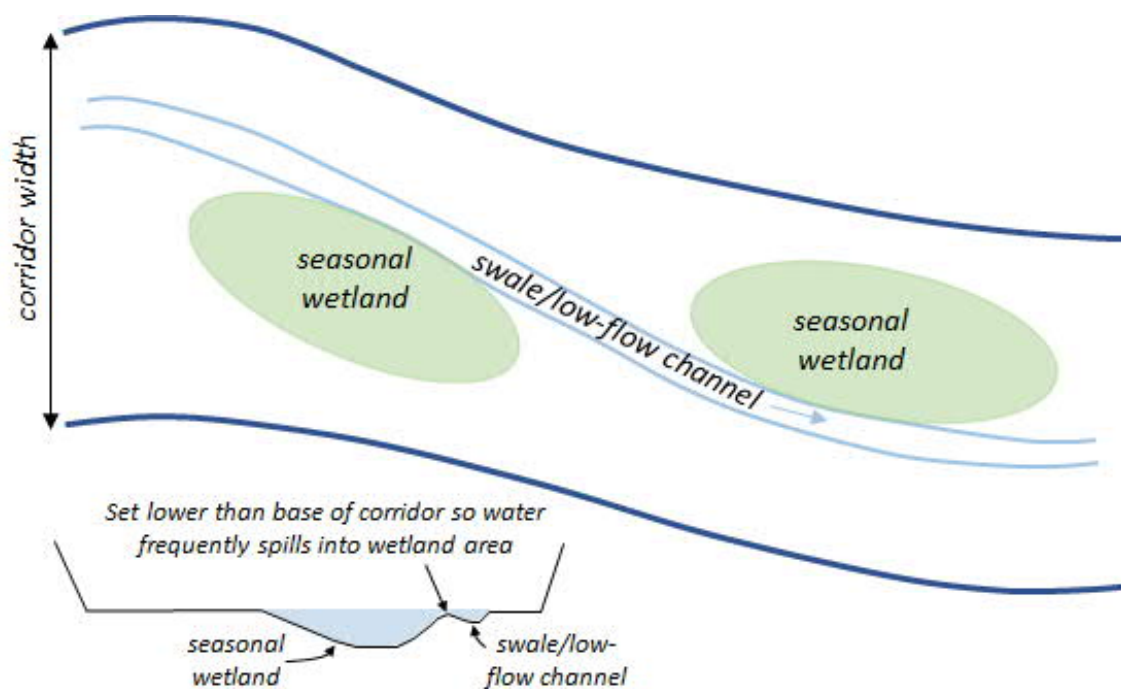 corridor width
seasonal
wetland
swale/low-flow channel
seasonal
wetland
Set lower than base of corridor so water
frequently spills into wetland area
seasonal
wetland
swale/low-
flow channel